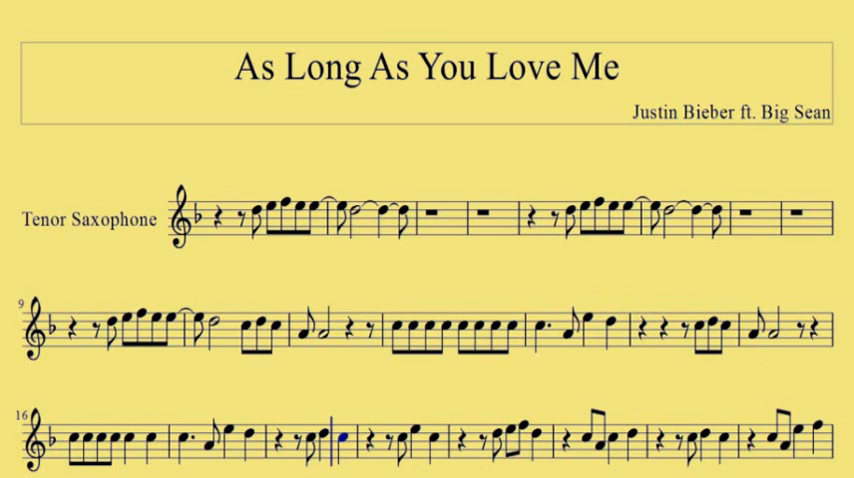 As Long As You Love Me
Justin Bieber ft. Big Sean
Tenor Saxophone
9
16